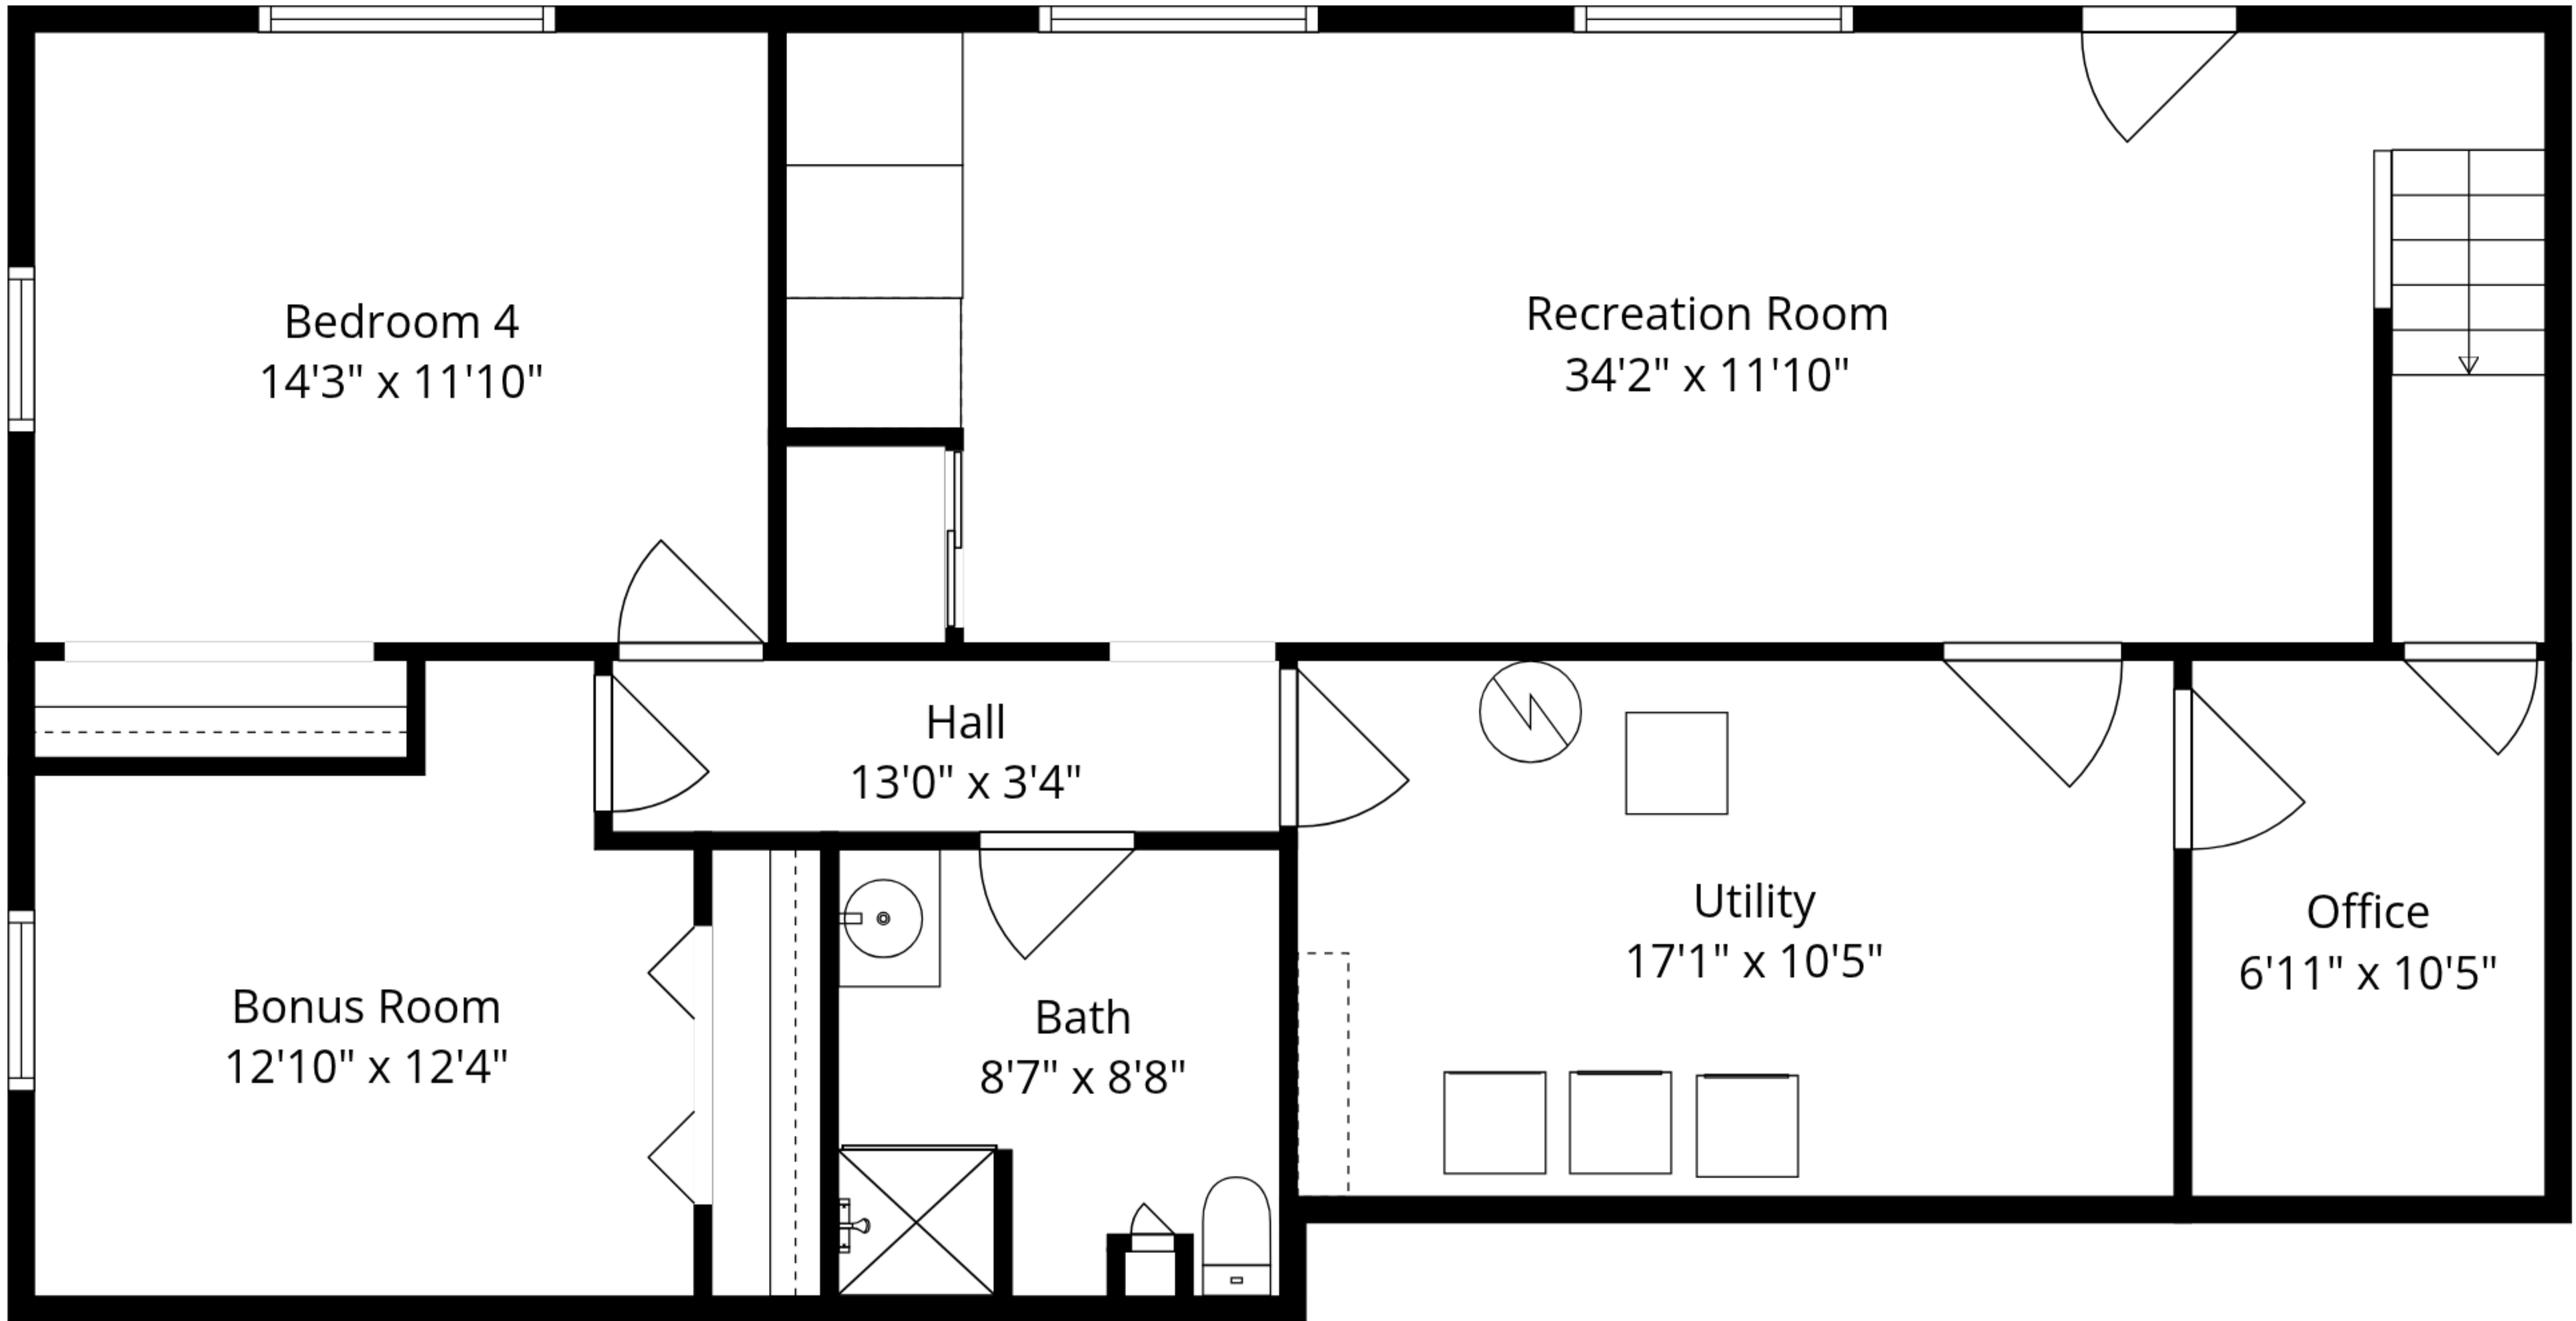 Bedroom 4
14'3" x 11'10"
Recreation Room
34'2" x 11'10"
Hall
13'0" x 3'4"
Utility
17'1" x 10'5"
Office
6'11" x 10'5"
Bonus Room
12'10" x 12'4"
Bath
8'7" x 8'8"